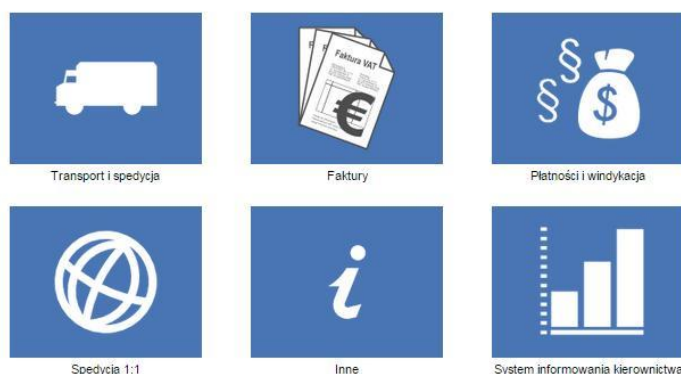 Faktura VAT
€
§
§
$
Transport i spedycja
Faktury
Płatności i windykacja
i
Spedycja 1:1
Inne
System informowania kierownictwa